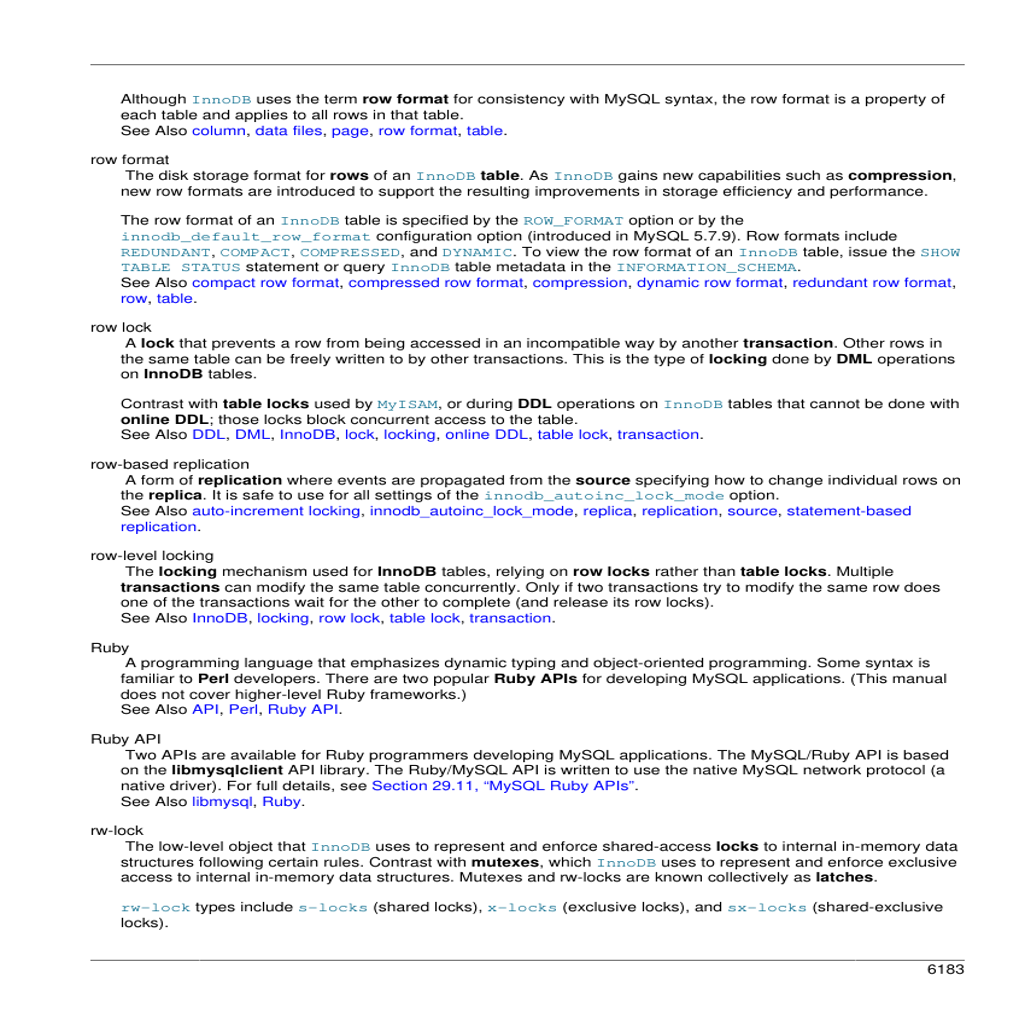 Although InnoDB uses the term row format for consistency with MySQL syntax, the row format is a property of
each table and applies to all rows in that table.
See Also column, data files, page, row format, table.
row format
The disk storage format for rows of an InnoDB table. As InnoDB gains new capabilities such as compression,
new row formats are introduced to support the resulting improvements in storage efficiency and performance.
The row format of an InnoDB table is specified by the ROW_FORMAT option or by the
innodb_default_row_format configuration option (introduced in MySQL 5.7.9). Row formats include
REDUNDANT, COMPACT, COMPRESSED, and DYNAMIC. To view the row format of an InnoDB table, issue the SHOW
TABLE STATUS statement or query InnoDB table metadata in the INFORMATION_SCHEMA.
See Also compact row format, compressed row format, compression, dynamic row format, redundant row format,
row, table.
row lock
A lock that prevents a row from being accessed in an incompatible way by another transaction. Other rows in
the same table can be freely written to by other transactions. This is the type of locking done by DML operations
on InnoDB tables.
Contrast with table locks used by MyISAM, or during DDL operations on InnoDB tables that cannot be done with
online DDL; those locks block concurrent access to the table.
See Also DDL, DML, InnoDB, lock, locking, online DDL, table lock, transaction.
row-based replication
A form of replication where events are propagated from the source specifying how to change individual rows on
the replica. It is safe to use for all settings of the innodb_autoinc_lock_mode option.
See Also auto-increment locking, innodb_autoinc_lock_mode, replica, replication, source, statement-based
replication.
row-level locking
The locking mechanism used for InnoDB tables, relying on row locks rather than table locks. Multiple
transactions can modify the same table concurrently. Only if two transactions try to modify the same row does
one of the transactions wait for the other to complete (and release its row locks).
See Also InnoDB, locking, row lock, table lock, transaction.
Ruby
A programming language that emphasizes dynamic typing and object-oriented programming. Some syntax is
familiar to Perl developers. There are two popular Ruby APIs for developing MySQL applications. (This manual
does not cover higher-level Ruby frameworks.)
See Also API, Perl, Ruby API.
Ruby API
Two APIs are available for Ruby programmers developing MySQL applications. The MySQL/Ruby API is based
on the libmysqlclient API library. The Ruby/MySQL API is written to use the native MySQL network protocol (a
native driver). For full details, see Section 29.11, “MySQL Ruby APIs”.
See Also libmysql, Ruby.
rw-lock
The low-level object that InnoDB uses to represent and enforce shared-access locks to internal in-memory data
structures following certain rules. Contrast with mutexes, which InnoDB uses to represent and enforce exclusive
access to internal in-memory data structures. Mutexes and rw-locks are known collectively as latches.
rw-lock types include s-locks (shared locks), x-locks (exclusive locks), and sx-locks (shared-exclusive
locks).
6183